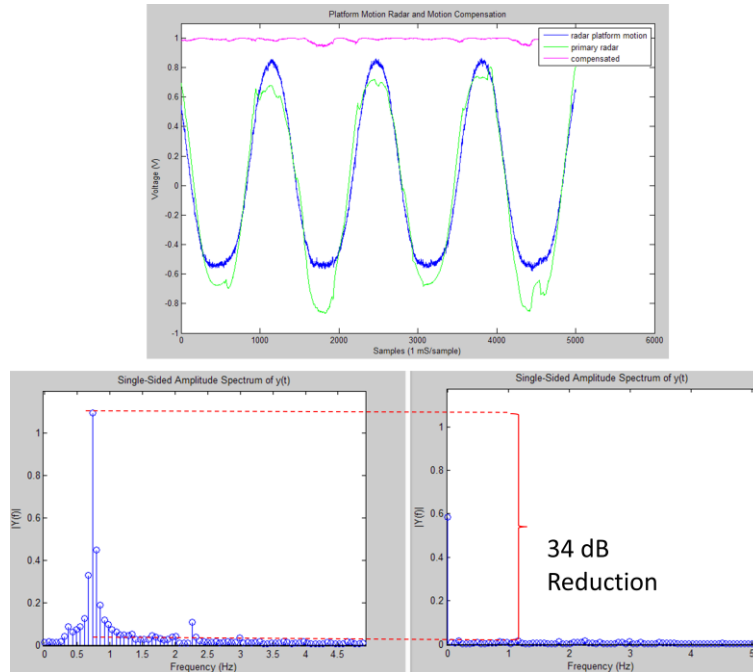 Platform Motion Radar and Motion Compensation
radar platform motion
primary radar
compensated
Voltage (V)
1
0.8
0.6
0.4
0.2
0
-0.2
-0.4
-0.6
-0.8
-1
0 1000 2000 3000 4000 5000 6000
Samples (1 mS/sample)
Single-Sided Amplitude Spectrum of y(t)
|Y(f)|
1
0.8
0.6
0.4
0.2
0
0 0.5 1 1.5 2 2.5 3 3.5 4 4.5
Frequency (Hz)
Single-Sided Amplitude Spectrum of y(t)
|Y(f)|
1
0.8
0.6
0.4
0.2
0
0 1 2 3 4 5
Frequency (Hz)
34 dB
Reduction